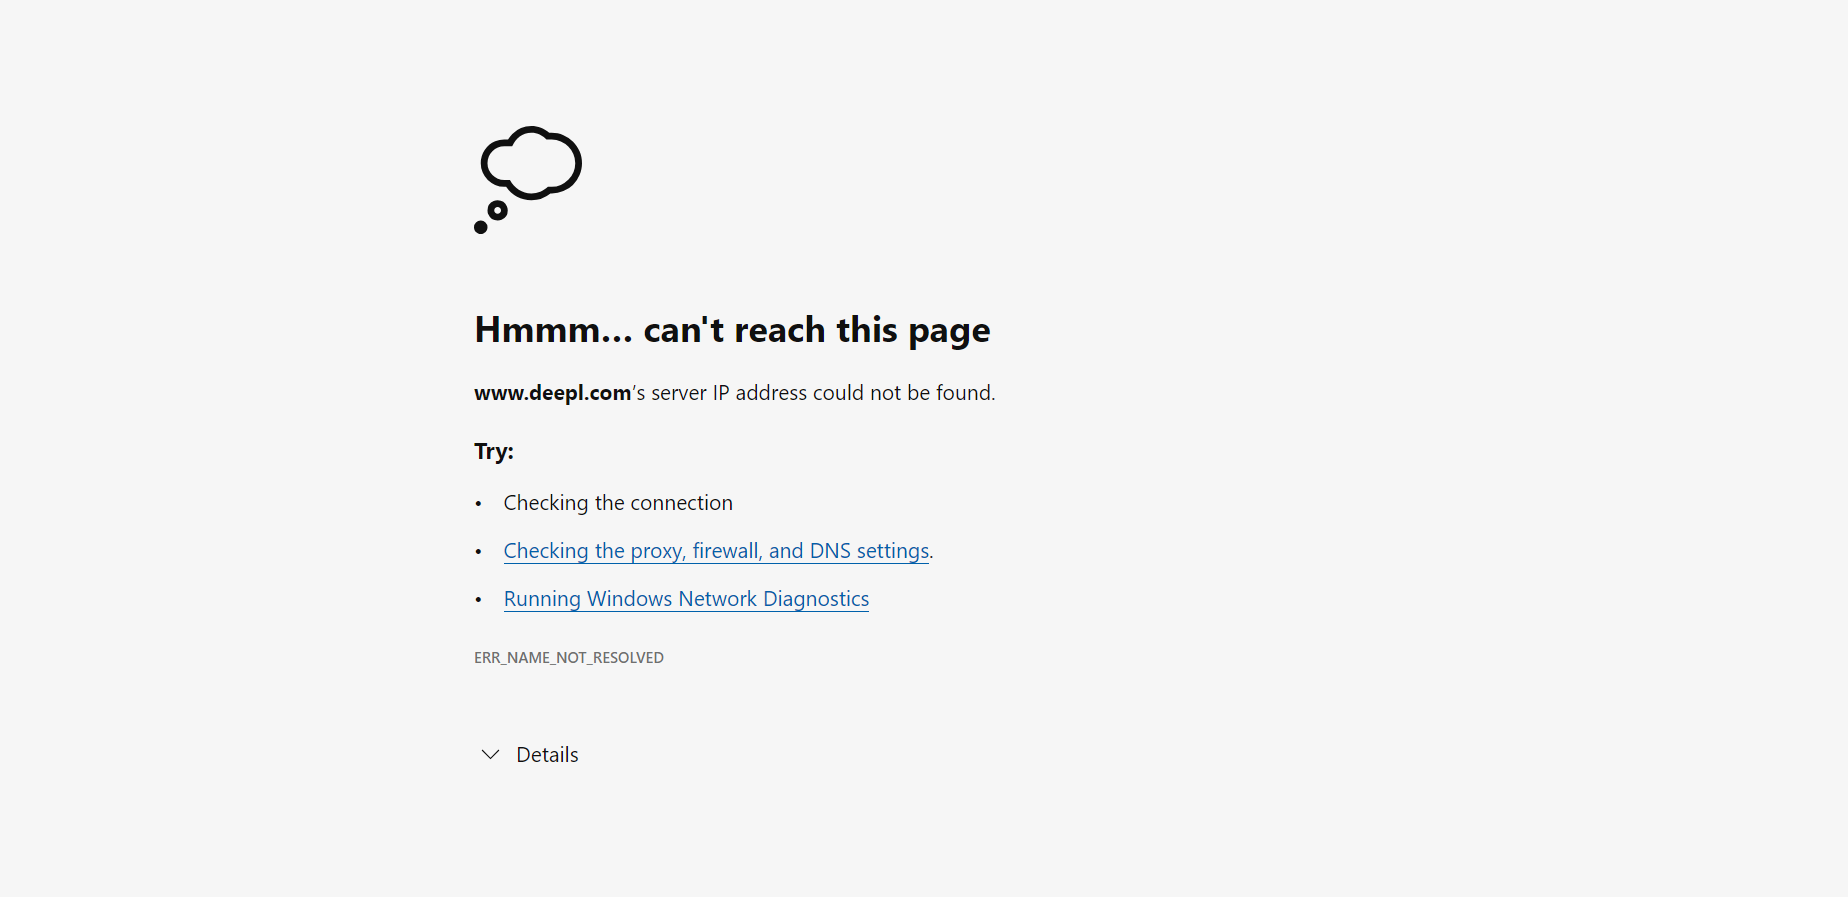 Hmmm… can't reach this page
www.deepl.com’s server IP address could not be found.
Try:
• Checking the connection
• Checking the proxy, firewall, and DNS settings.
• Running Windows Network Diagnostics
ERR_NAME_NOT_RESOLVED
Details